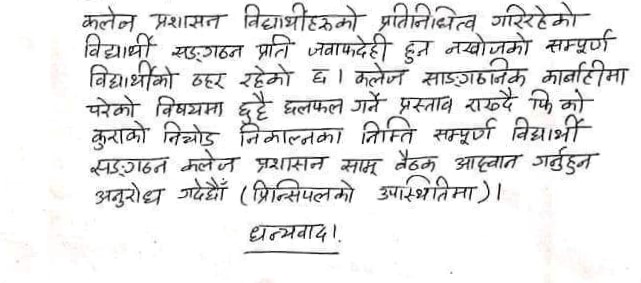 कलेज प्रशासन विद्यार्थीहरुको प्रतिनिधित्व गरिरहेको
विद्यार्थी सङ्गठन प्रति जवाफदेही हुन नखोजको सम्पूर्ण
विद्यार्थीको ठहर रहेको छ। कलेज साङ्गठनिक कार्बाहीमा
परेको विषयमा छुट्टै छलफल गर्ने प्रस्ताव राख्दै फि को
कुराको निचोड निकाल्नका निम्ति सम्पूर्ण विद्यार्थी
सङ्गठन कलेज प्रशासन सामू बैठक आह्वान गर्नुहुन
अनुरोध गर्दछौँ (प्रिन्सिपलको उपस्थितिमा)।
धन्यवाद।